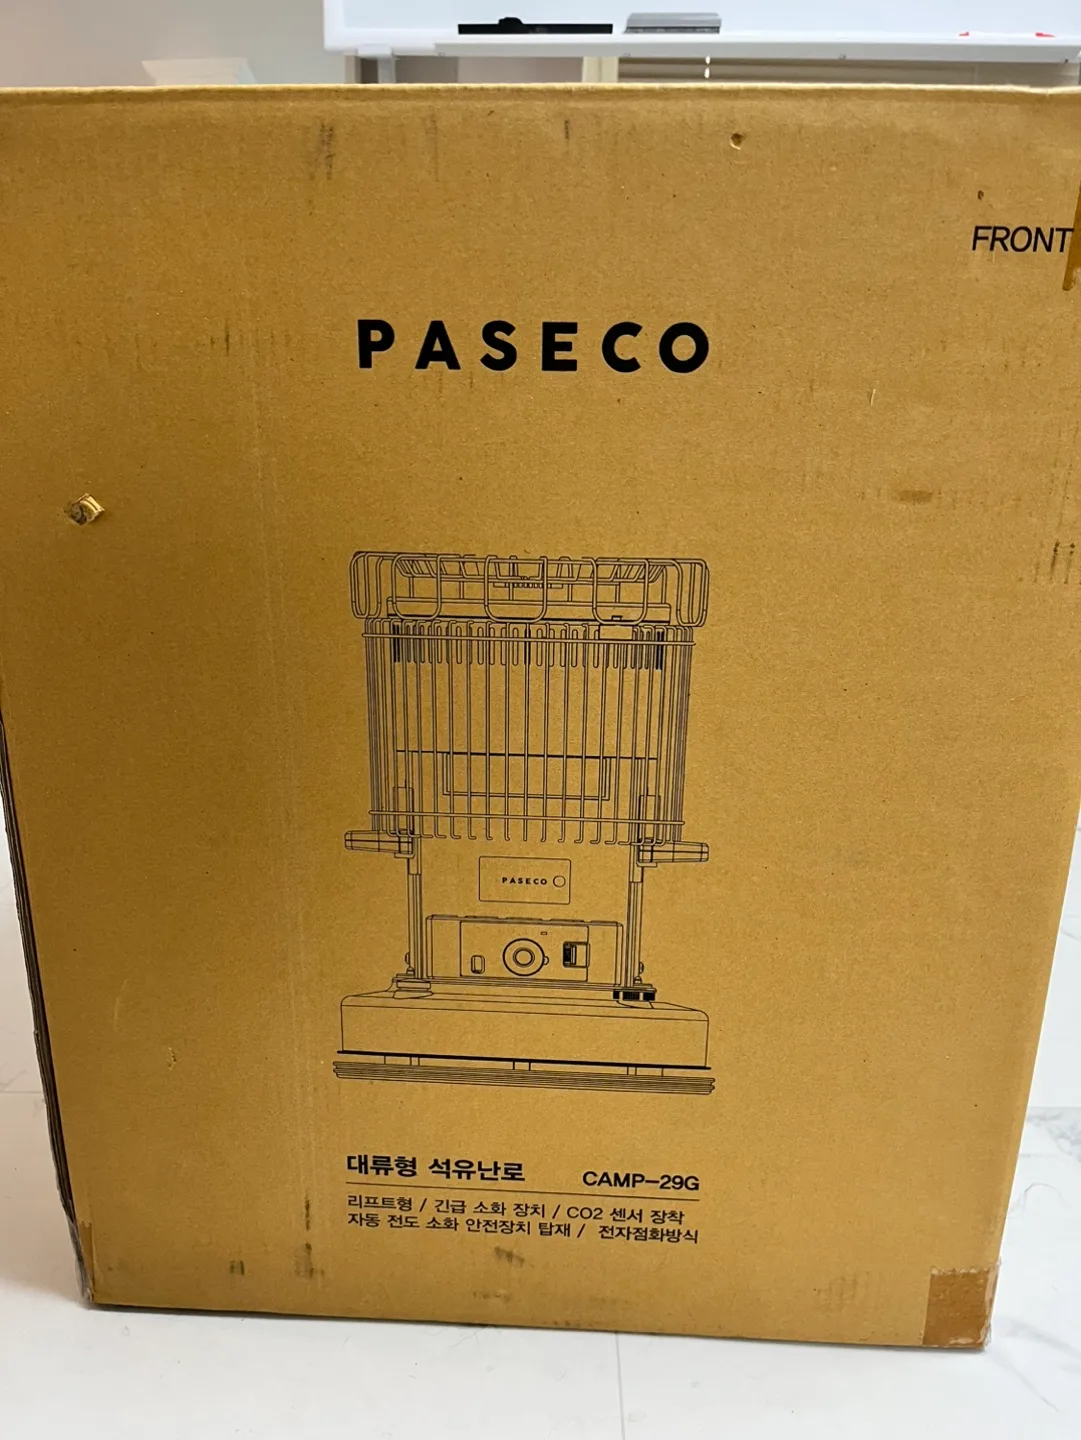 FRONT
PASECO
PASECO
대류형 석유난로 CAMP-29G
리프트형 / 긴급 소화 장치 / CO2 센서 장착
자동 전도 소화 안전장치 탑재 / 전자점화방식